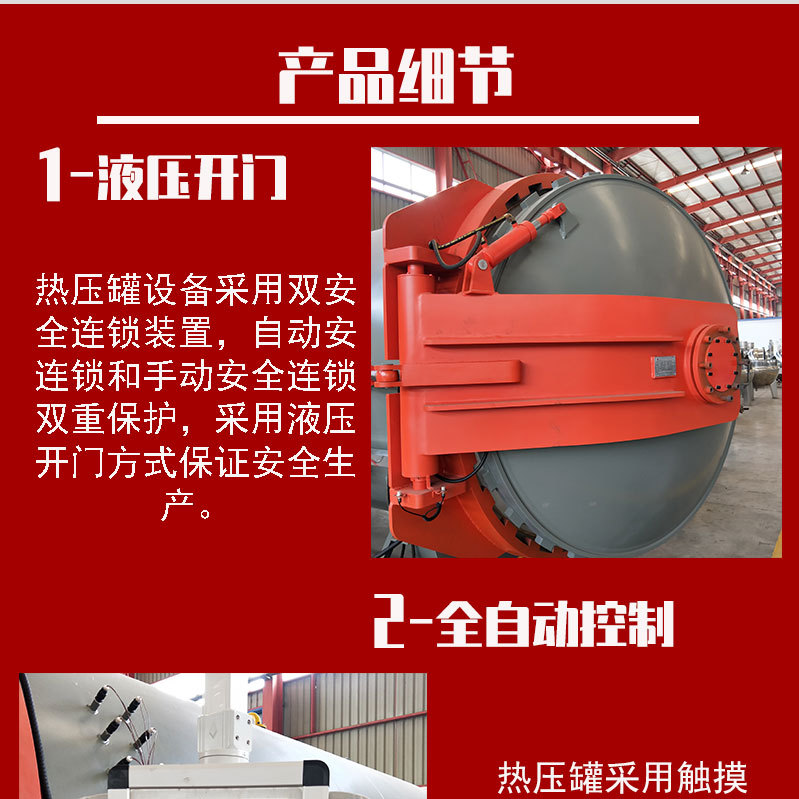 产品细节
1-液压开门
热压罐设备采用双安
全连锁装置，自动安
连锁和手动安全连锁
双重保护，采用液压
开门方式保证安全生
产。
2-全自动控制
热压罐采用触摸